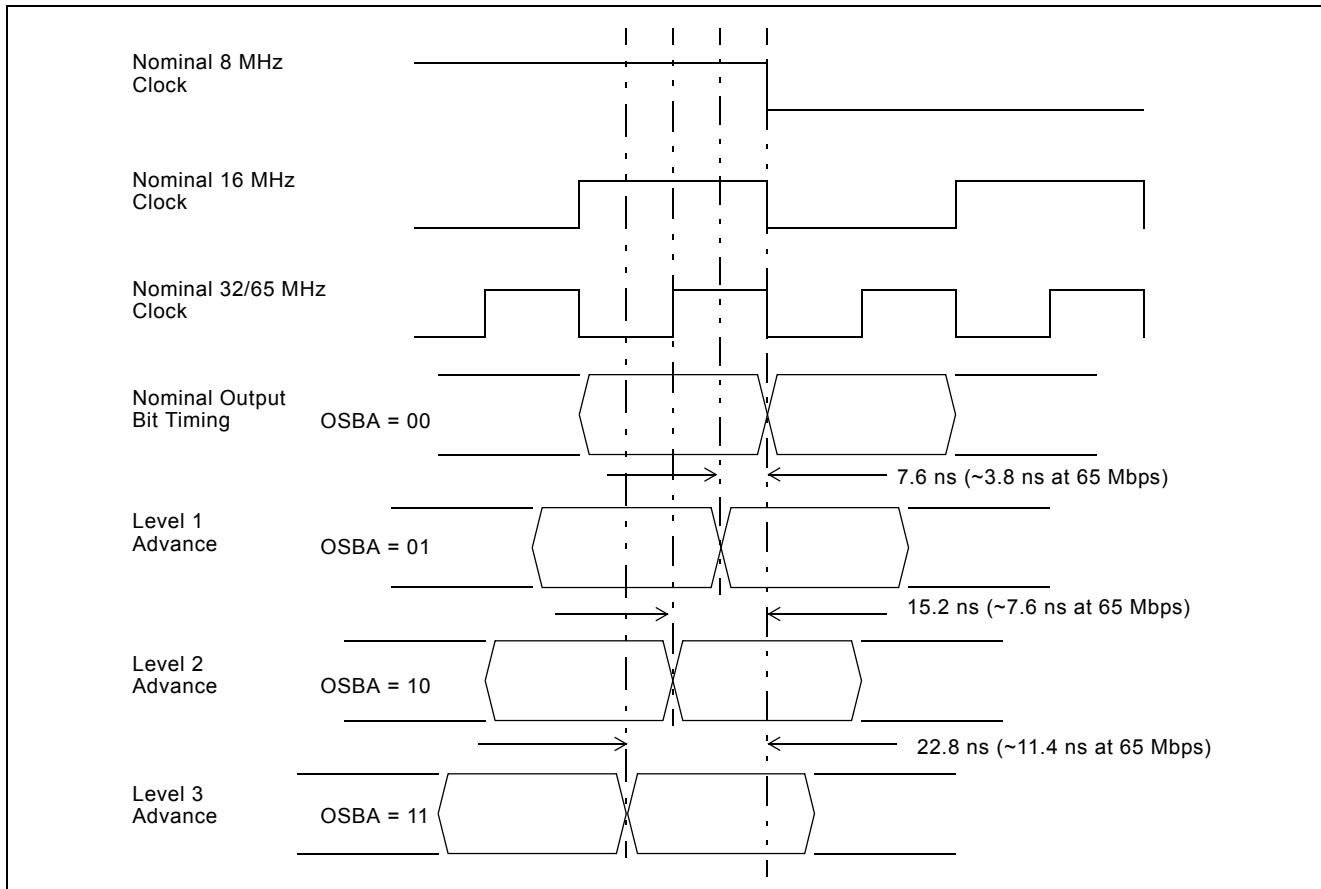 Nominal 8 MHz
Clock
Nominal 16 MHz
Clock
Nominal 32/65 MHz
Clock
Nominal Output
Bit Timing
OSBA = 00
7.6 ns (~3.8 ns at 65 Mbps)
Level 1
Advance
OSBA = 01
15.2 ns (~7.6 ns at 65 Mbps)
Level 2
Advance
OSBA = 10
22.8 ns (~11.4 ns at 65 Mbps)
Level 3
Advance
OSBA = 11